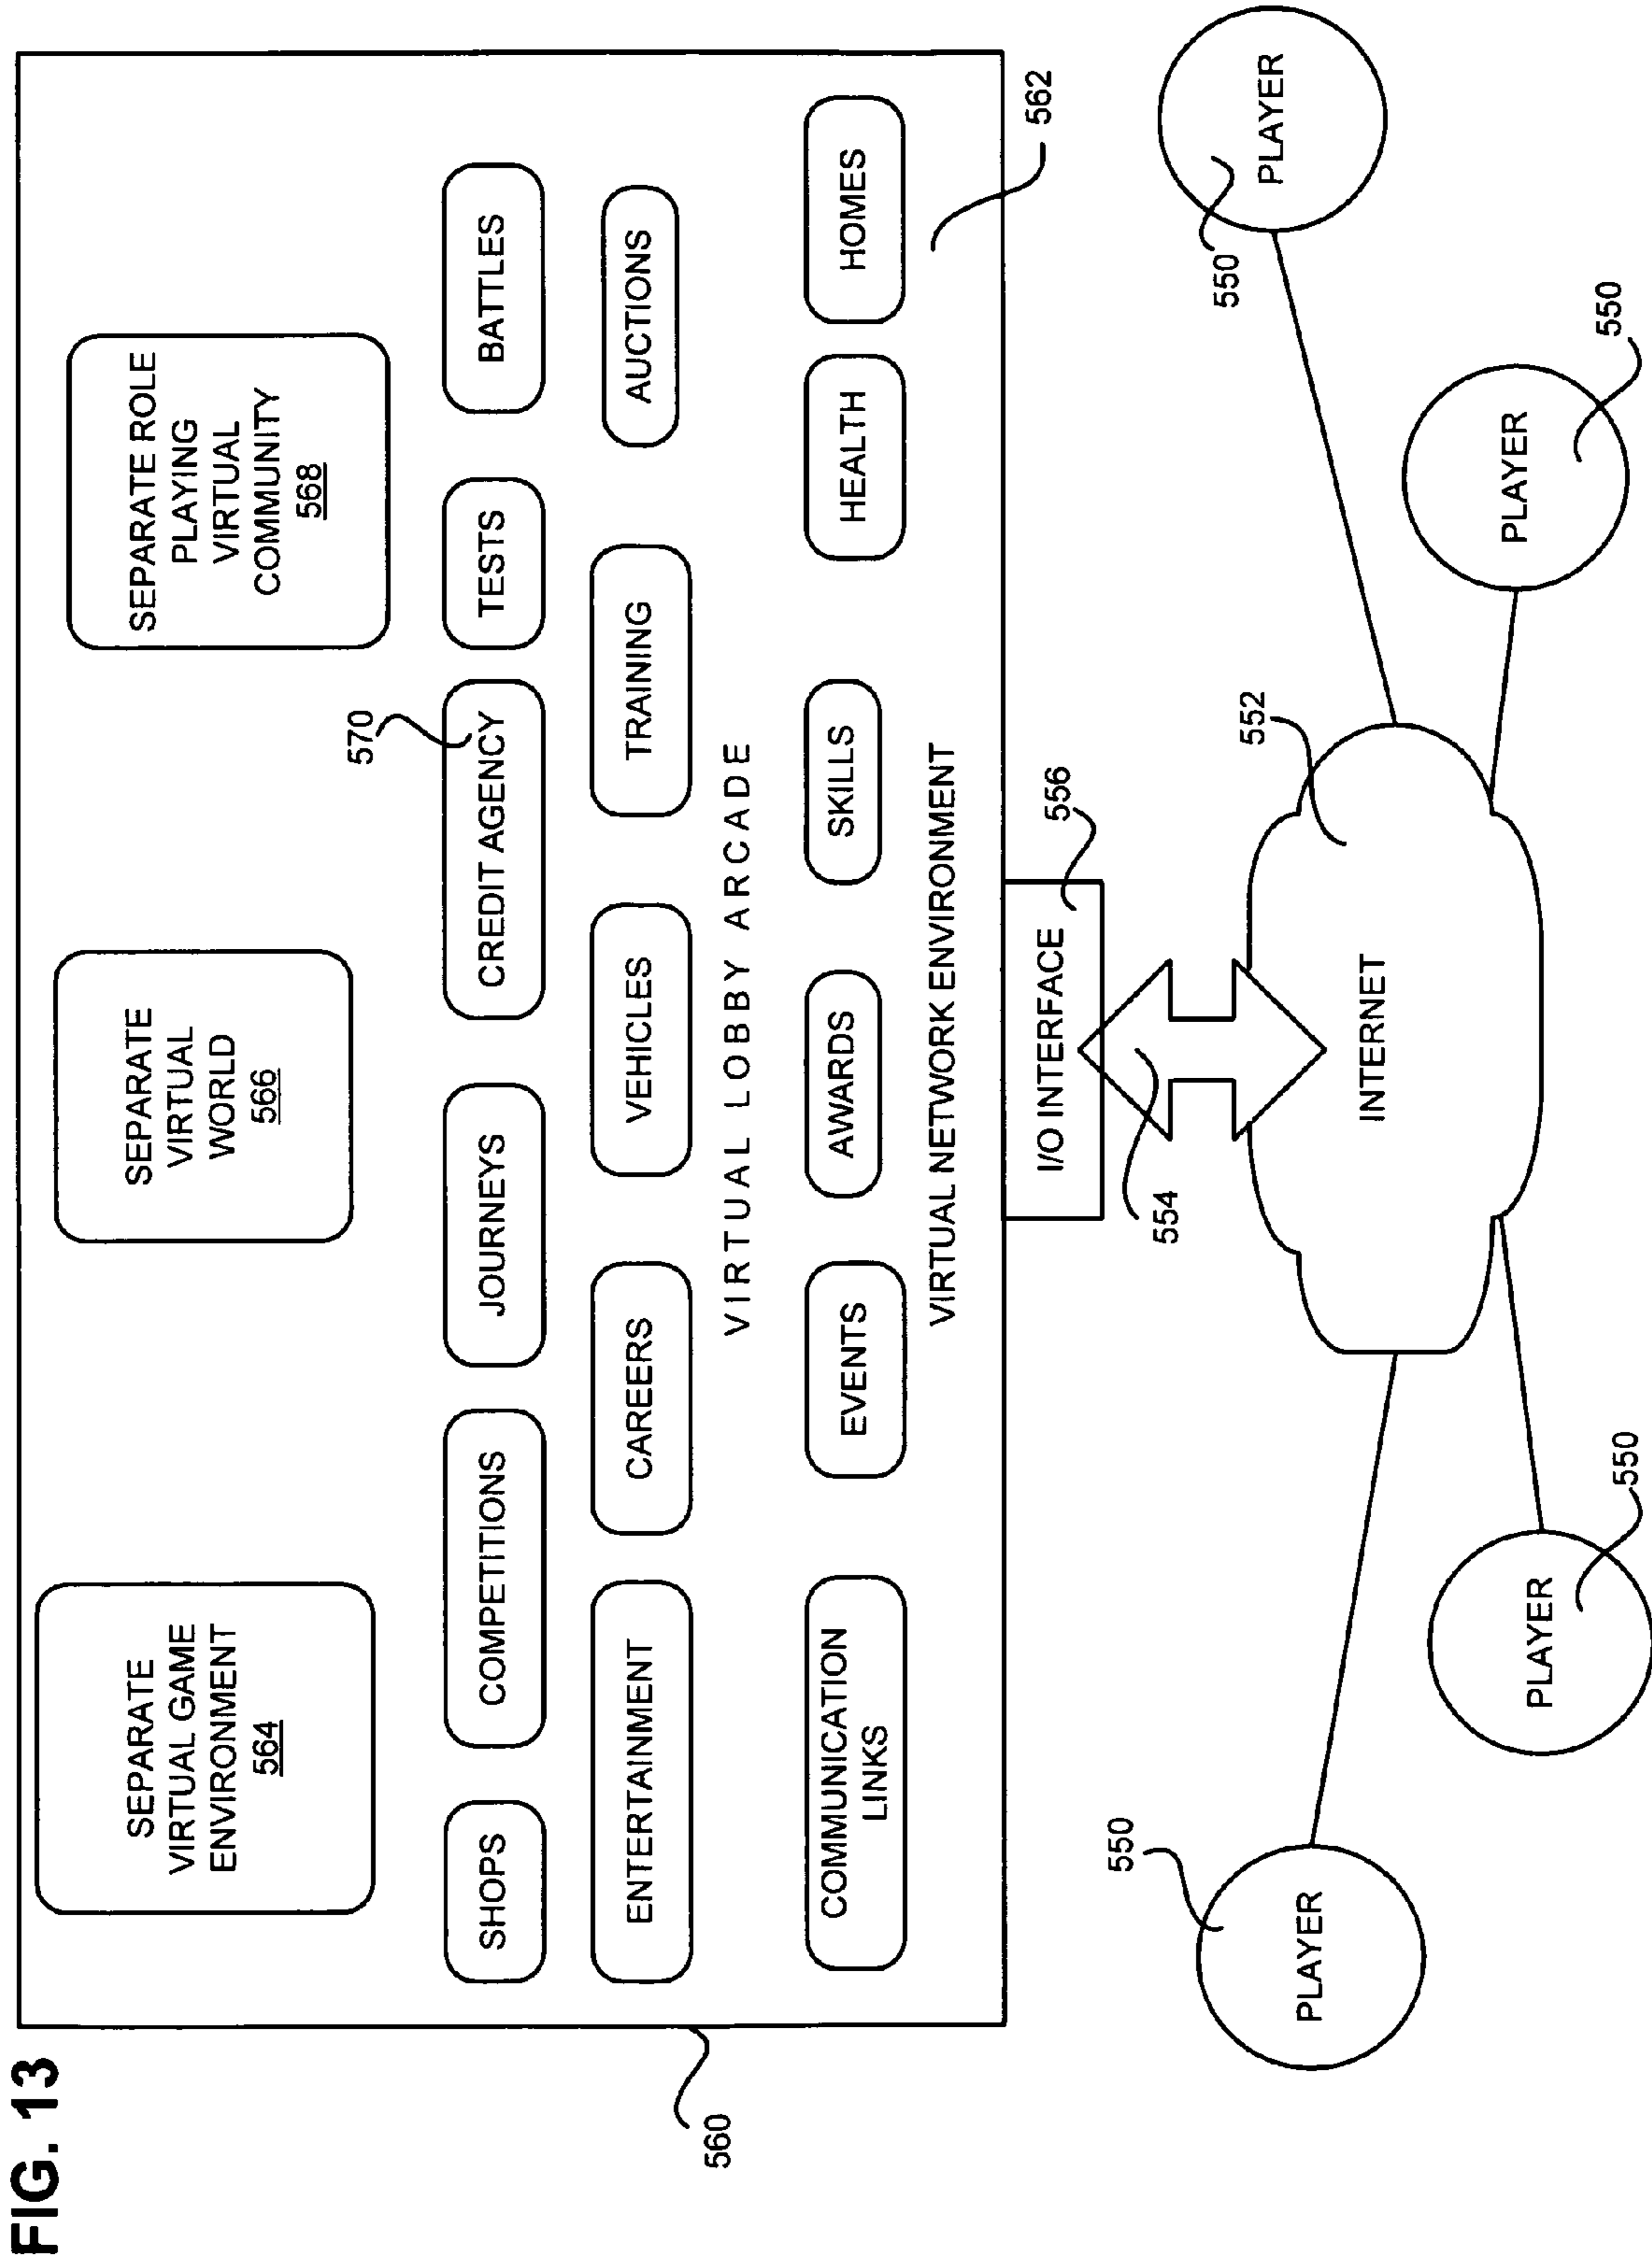 FIG. 13
SEPARATE
VIRTUAL GAME
ENVIRONMENT
564
SEPARATE
VIRTUAL
WORLD
566
SEPARATE ROLE
PLAYING
VIRTUAL
COMMUNITY
568
570
SHOPS
COMPETITIONS
JOURNEYS
CREDIT AGENCY
TESTS
BATTLES
ENTERTAINMENT
CAREERS
VEHICLES
TRAINING
AUCTIONS
560
VIRTUAL LOBBY ARCADE
COMMUNICATION
LINKS
EVENTS
AWARDS
SKILLS
HEALTH
HOMES
VIRTUAL NETWORK ENVIRONMENT
562
I/O INTERFACE
556
554
550
PLAYER
552
INTERNET
550
PLAYER
PLAYER
550
PLAYER
550